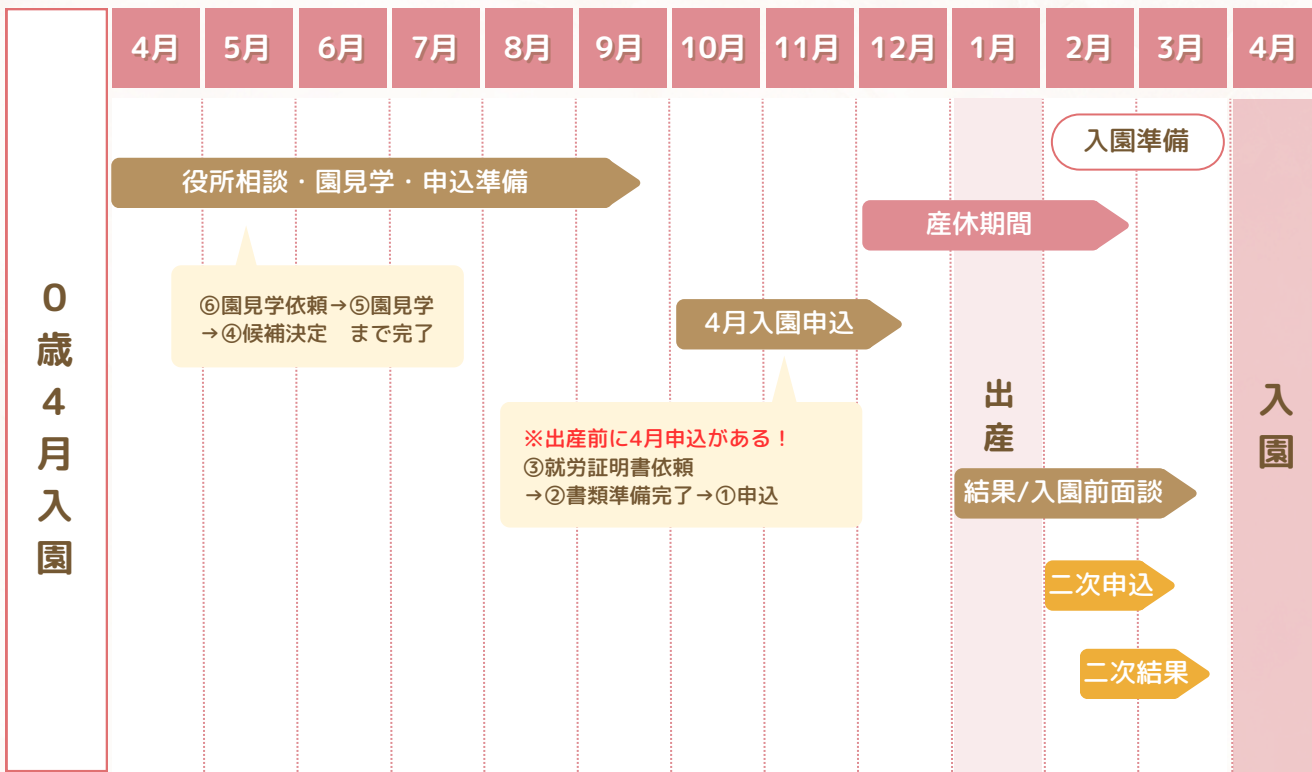 4月 5月 6月 7月 8月 9月 10月 11月 12月 1月 2月 3月 4月
0歳4月入園
入園準備
役所相談・園見学・申込準備
産休期間
⑥園見学依頼→⑤園見学
→④候補決定　まで完了
4月入園申込
※出産前に4月申込がある！
③就労証明書依頼
→②書類準備完了→①申込
出産
入園
結果/入園前面談
二次申込
二次結果